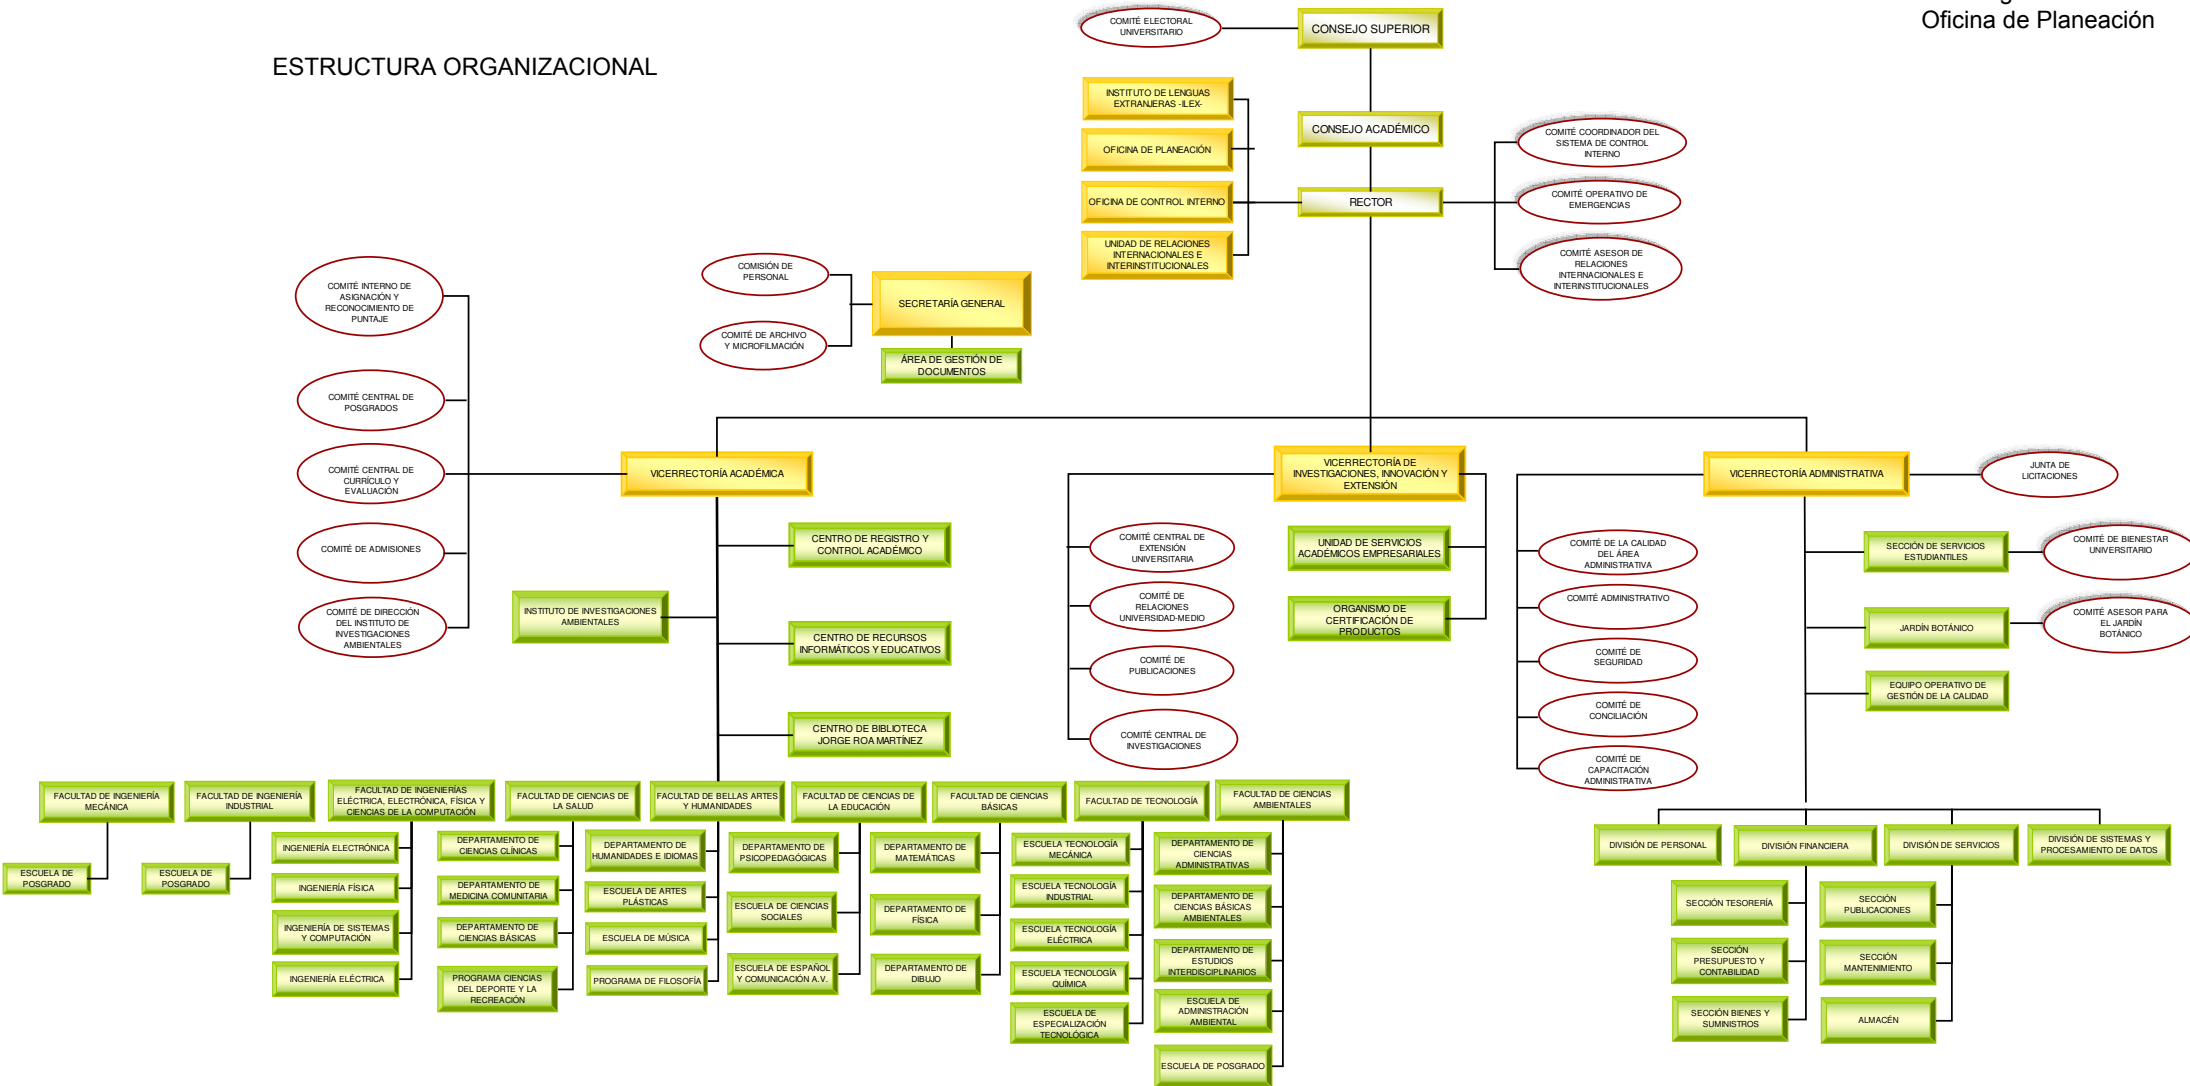 Oficina de Planeación
ESTRUCTURA ORGANIZACIONAL
COMITÉ ELECTORAL
UNIVERSITARIO
CONSEJO SUPERIOR
INSTITUTO DE LENGUAS
EXTRANJERAS -ILEX-
CONSEJO ACADÉMICO
OFICINA DE PLANEACIÓN
COMITÉ COORDINADOR DEL
SISTEMA DE CONTROL
INTERNO
OFICINA DE CONTROL INTERNO
RECTOR
COMITÉ OPERATIVO DE
EMERGENCIAS
UNIDAD DE RELACIONES
INTERNACIONALES E
INTERINSTITUCIONALES
COMITÉ ASESOR DE
RELACIONES
INTERNACIONALES E
INTERINSTITUCIONALES
COMISIÓN DE
PERSONAL
SECRETARÍA GENERAL
COMITÉ DE ARCHIVO
Y MICROFILMACIÓN
ÁREA DE GESTIÓN DE
DOCUMENTOS
COMITÉ INTERNO DE
ASIGNACIÓN Y
RECONOCIMIENTO DE
PUNTAJE
COMITÉ CENTRAL DE
POSGRADOS
COMITÉ CENTRAL DE
CURRÍCULO Y
EVALUACIÓN
COMITÉ DE ADMISIONES
COMITÉ DE DIRECCIÓN
DEL INSTITUTO DE
INVESTIGACIONES
AMBIENTALES
VICERRECTORÍA ACADÉMICA
VICERRECTORÍA DE
INVESTIGACIONES, INNOVACIÓN Y
EXTENSIÓN
VICERRECTORÍA ADMINISTRATIVA
JUNTA DE
LICITACIONES
CENTRO DE REGISTRO Y
CONTROL ACADÉMICO
INSTITUTO DE INVESTIGACIONES
AMBIENTALES
CENTRO DE RECURSOS
INFORMÁTICOS Y EDUCATIVOS
CENTRO DE BIBLIOTECA
JORGE ROA MARTÍNEZ
COMITÉ CENTRAL DE
EXTENSIÓN
UNIVERSITARIA
COMITÉ DE
RELACIONES
UNIVERSIDAD-MEDIO
COMITÉ DE
PUBLICACIONES
COMITÉ CENTRAL DE
INVESTIGACIONES
UNIDAD DE SERVICIOS
ACADÉMICOS EMPRESARIALES
ORGANISMO DE
CERTIFICACIÓN DE
PRODUCTOS
COMITÉ DE LA CALIDAD
DEL ÁREA
ADMINISTRATIVA
COMITÉ ADMINISTRATIVO
COMITÉ DE
SEGURIDAD
COMITÉ DE
CONCILIACIÓN
COMITÉ DE
CAPACITACIÓN
ADMINISTRATIVA
SECCIÓN DE SERVICIOS
ESTUDIANTILES
COMITÉ DE BIENESTAR
UNIVERSITARIO
JARDÍN BOTÁNICO
COMITÉ ASESOR PARA
EL JARDÍN
BOTÁNICO
EQUIPO OPERATIVO DE
GESTIÓN DE LA CALIDAD
FACULTAD DE INGENIERÍA
MECÁNICA
ESCUELA DE
POSGRADO
FACULTAD DE INGENIERÍA
INDUSTRIAL
ESCUELA DE
POSGRADO
FACULTAD DE INGENIERÍAS
ELÉCTRICA, ELECTRÓNICA, FÍSICA Y
CIENCIAS DE LA COMPUTACIÓN
INGENIERÍA ELECTRÓNICA
INGENIERÍA FÍSICA
INGENIERÍA DE SISTEMAS
Y COMPUTACIÓN
INGENIERÍA ELÉCTRICA
FACULTAD DE CIENCIAS DE
LA SALUD
DEPARTAMENTO DE
CIENCIAS CLÍNICAS
DEPARTAMENTO DE
MEDICINA COMUNITARIA
DEPARTAMENTO DE
CIENCIAS BÁSICAS
PROGRAMA CIENCIAS
DEL DEPORTE Y LA
RECREACIÓN
FACULTAD DE BELLAS ARTES
Y HUMANIDADES
DEPARTAMENTO DE
HUMANIDADES E IDIOMAS
ESCUELA DE ARTES
PLÁSTICAS
ESCUELA DE MÚSICA
PROGRAMA DE FILOSOFÍA
FACULTAD DE CIENCIAS DE
LA EDUCACIÓN
DEPARTAMENTO DE
PSICOPEDAGÓGICAS
ESCUELA DE CIENCIAS
SOCIALES
ESCUELA DE ESPAÑOL
Y COMUNICACIÓN A.V.
FACULTAD DE CIENCIAS
BÁSICAS
DEPARTAMENTO DE
MATEMÁTICAS
DEPARTAMENTO DE
FÍSICA
DEPARTAMENTO DE
DIBUJO
FACULTAD DE TECNOLOGÍA
ESCUELA TECNOLOGÍA
MECÁNICA
ESCUELA TECNOLOGÍA
INDUSTRIAL
ESCUELA TECNOLOGÍA
ELÉCTRICA
ESCUELA TECNOLOGÍA
QUÍMICA
ESCUELA DE
ESPECIALIZACIÓN
TECNOLÓGICA
FACULTAD DE CIENCIAS
AMBIENTALES
DEPARTAMENTO DE
CIENCIAS
ADMINISTRATIVAS
DEPARTAMENTO DE
CIENCIAS BÁSICAS
AMBIENTALES
DEPARTAMENTO DE
ESTUDIOS
INTERDISCIPLINARIOS
ESCUELA DE
ADMINISTRACIÓN
AMBIENTAL
ESCUELA DE POSGRADO
DIVISIÓN DE PERSONAL
DIVISIÓN FINANCIERA
SECCIÓN TESORERÍA
SECCIÓN
PRESUPUESTO Y
CONTABILIDAD
SECCIÓN BIENES Y
SUMINISTROS
DIVISIÓN DE SERVICIOS
SECCIÓN
PUBLICACIONES
SECCIÓN
MANTENIMIENTO
ALMACÉN
DIVISIÓN DE SISTEMAS Y
PROCESAMIENTO DE DATOS